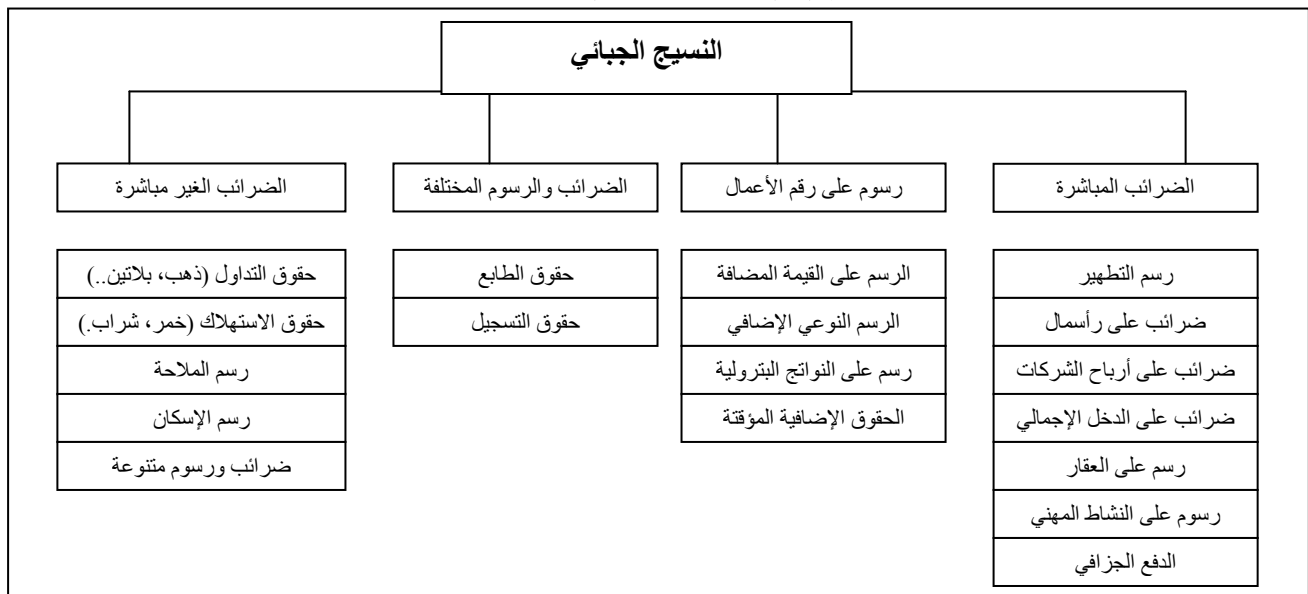 النسيج الجبائي
الضرائب المباشرة
رسوم على رقم الأعمال
الضرائب والرسوم المختلفة
الضرائب الغير مباشرة
رسم التطهير
ضرائب على رأسمال
ضرائب على أرباح الشركات
ضرائب على الدخل الإجمالي
رسم على العقار
رسوم على النشاط المهني
الدفع الجزافي
الرسم على القيمة المضافة
الرسم النوعي الإضافي
رسم على النواتج البترولية
الحقوق الإضافية المؤقتة
حقوق الطابع
حقوق التسجيل
حقوق التداول (ذهب، بلاتين..)
حقوق الاستهلاك (خمر، شراب.)
رسم الملاحة
رسم الإسكان
ضرائب ورسوم متنوعة